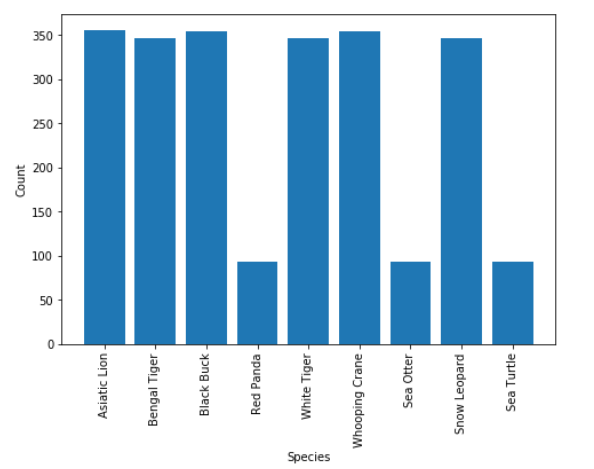 350
300
250
200
150
100
50
0
Count
Asiatic Lion
Bengal Tiger
Black Buck
Red Panda
White Tiger
Whooping Crane
Sea Otter
Snow Leopard
Sea Turtle
Species